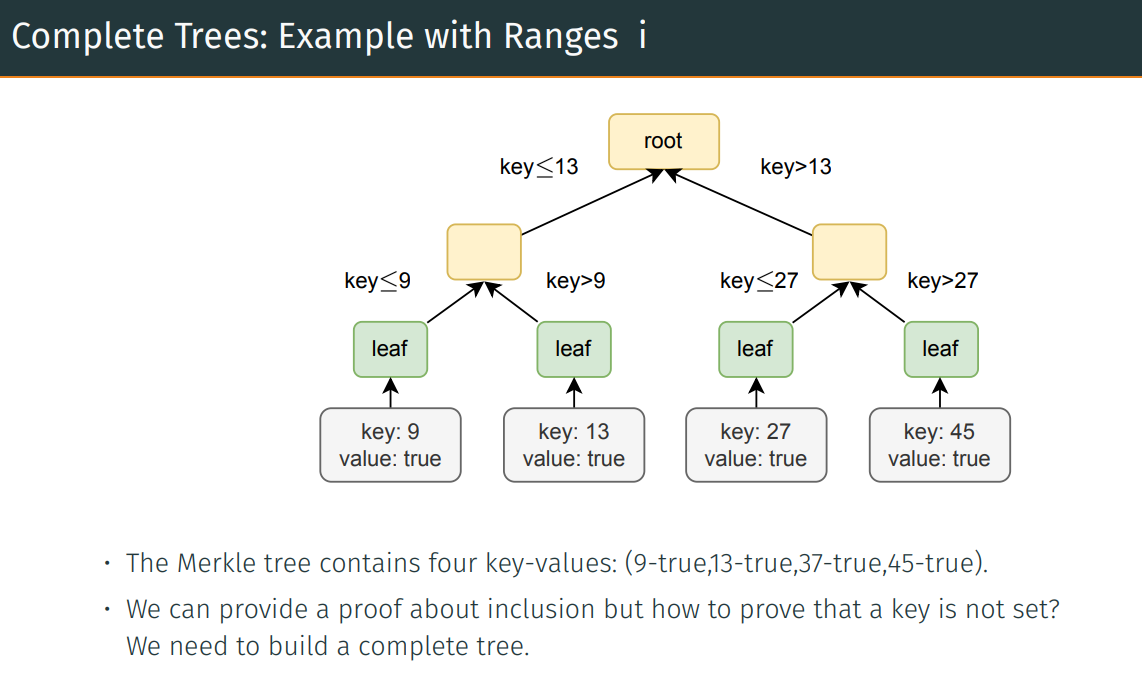 Complete Trees: Example with Ranges i
root
key≤13
key>13
key≤9
key>9
key≤27
key>27
leaf
leaf
leaf
leaf
key: 9
value: true
key: 13
value: true
key: 27
value: true
key: 45
value: true
· The Merkle tree contains four key-values: (9-true,13-true,37-true,45-true).
· We can provide a proof about inclusion but how to prove that a key is not set?
We need to build a complete tree.